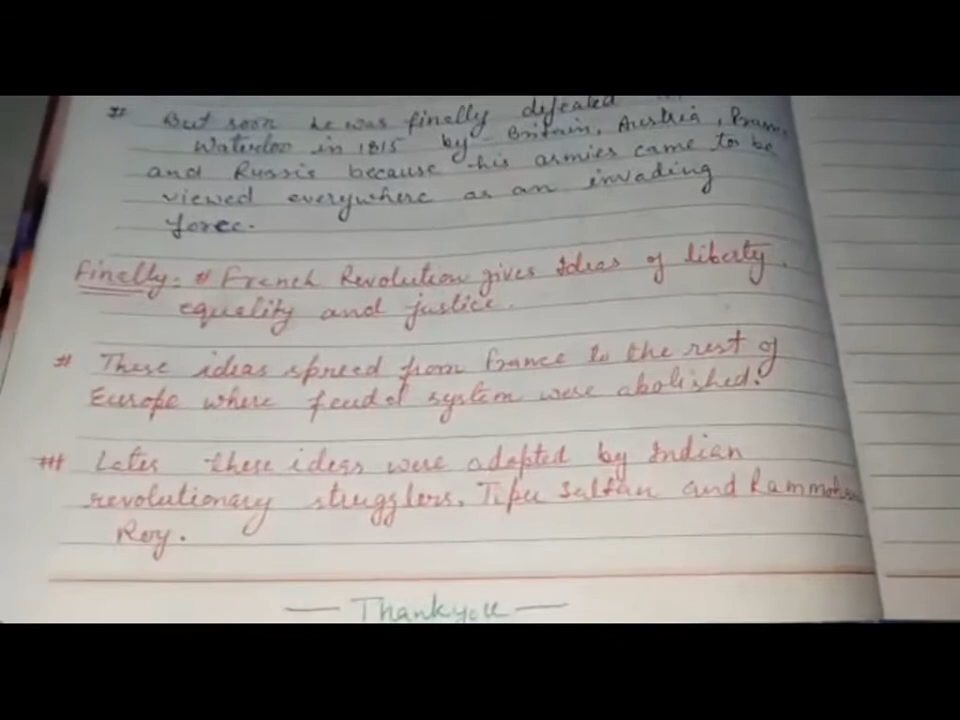 # But soon he was finally defeated
Waterloo in 1815 by Britain, Austria,
and Russia because his armies came to be
viewed everywhere as an invading
force.
Finally:- # French Revolution gives ideas of liberty,
equality and justice.
# These ideas spread from france to the rest of
Europe where feudal system were abolished.
### Later these ideas were adapted by Indian
revolutionary strugglers. Tipu Sultan and Rammohan
Roy.
— Thankyou —